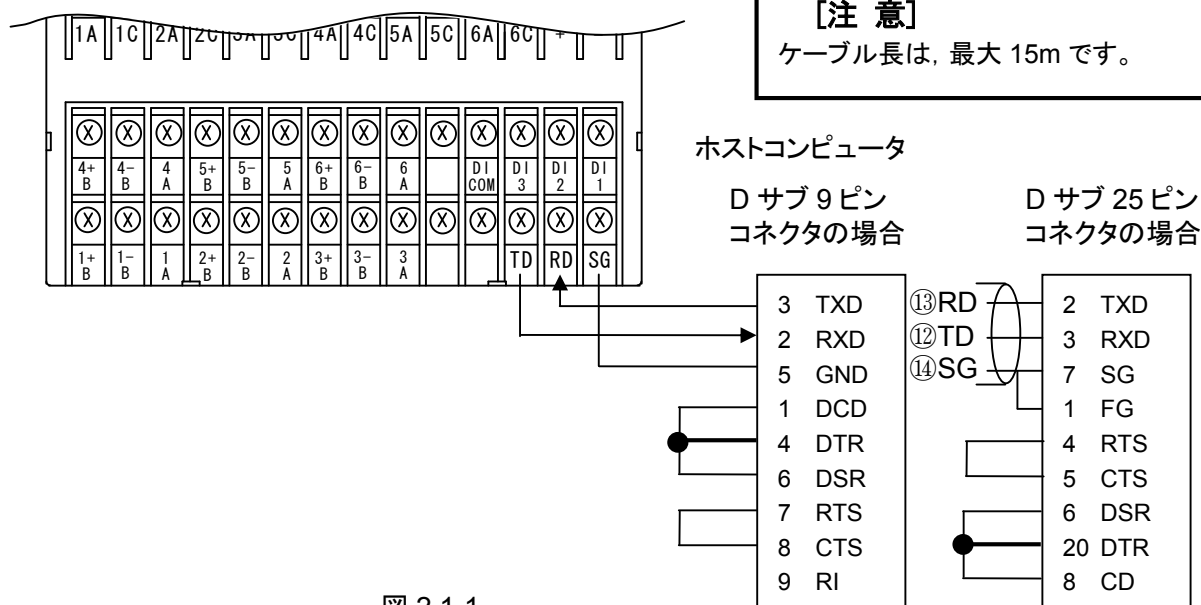 1A 1C 2A 2C 3A 3C 4A 4C 5A 5C 6A 6C +
[注 意]
ケーブル長は, 最大 15m です。
4+ B 4- B 4 A 5+ B 5- B 5 A 6+ B 6- B 6 A DI COM DI 3 DI 2 DI 1
1+ B 1- B 1 A 2+ B 2- B 2 A 3+ B 3- B 3 A TD RD SG
ホストコンピュータ
D サブ 9 ピン
コネクタの場合
3 TXD
2 RXD
5 GND
1 DCD
4 DTR
6 DSR
7 RTS
8 CTS
9 RI
⑬RD
⑫TD
⑭SG
D サブ 25 ピン
コネクタの場合
2 TXD
3 RXD
7 SG
1 FG
4 RTS
5 CTS
6 DSR
20 DTR
8 CD
図 2.1-1